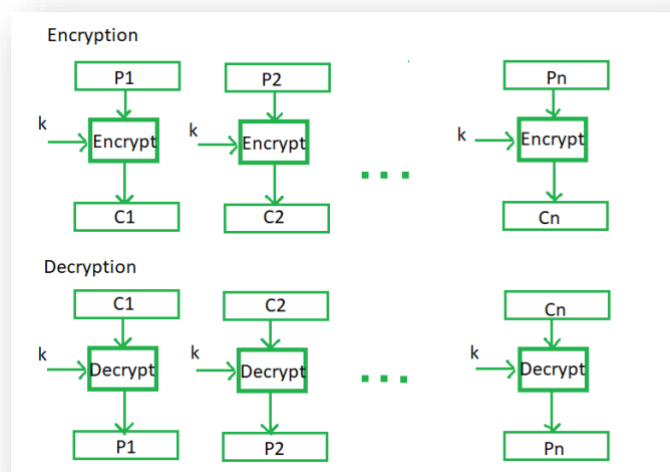 Encryption
P1 P2 Pn
k Encrypt k Encrypt k Encrypt
C1 C2 Cn
Decryption
C1 C2 Cn
k Decrypt k Decrypt k Decrypt
P1 P2 Pn